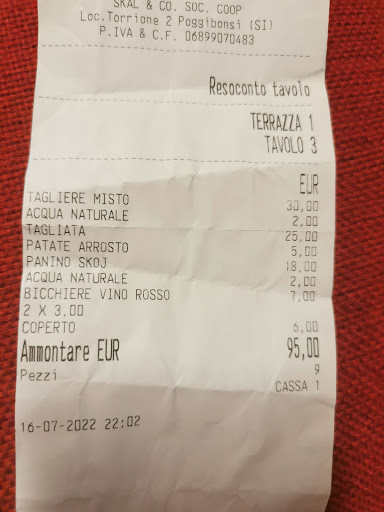 SKAL & CO. SOC. COOP
Loc.Torrione 2 Poggibonsi (SI)
P.IVA & C.F. 06899070483
Resoconto tavolo
TERRAZZA 1
TAVOLO 3
EUR
TAGLIERE MISTO 30,00
ACQUA NATURALE 2,00
TAGLIATA 25,00
PATATE ARROSTO 5,00
PANINO SKOJ 18,00
ACQUA NATURALE 2,00
BICCHIERE VINO ROSSO 7,00
2 X 3,00
COPERTO 6,00
Ammontare EUR 95,00
Pezzi 9
CASSA 1
16-07-2022 22:02